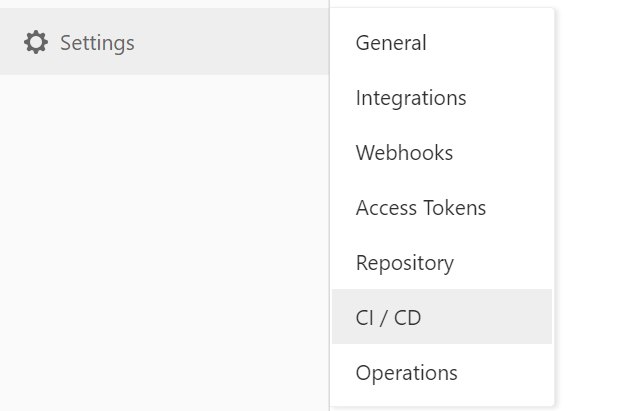 Settings
General
Integrations
Webhooks
Access Tokens
Repository
CI / CD
Operations